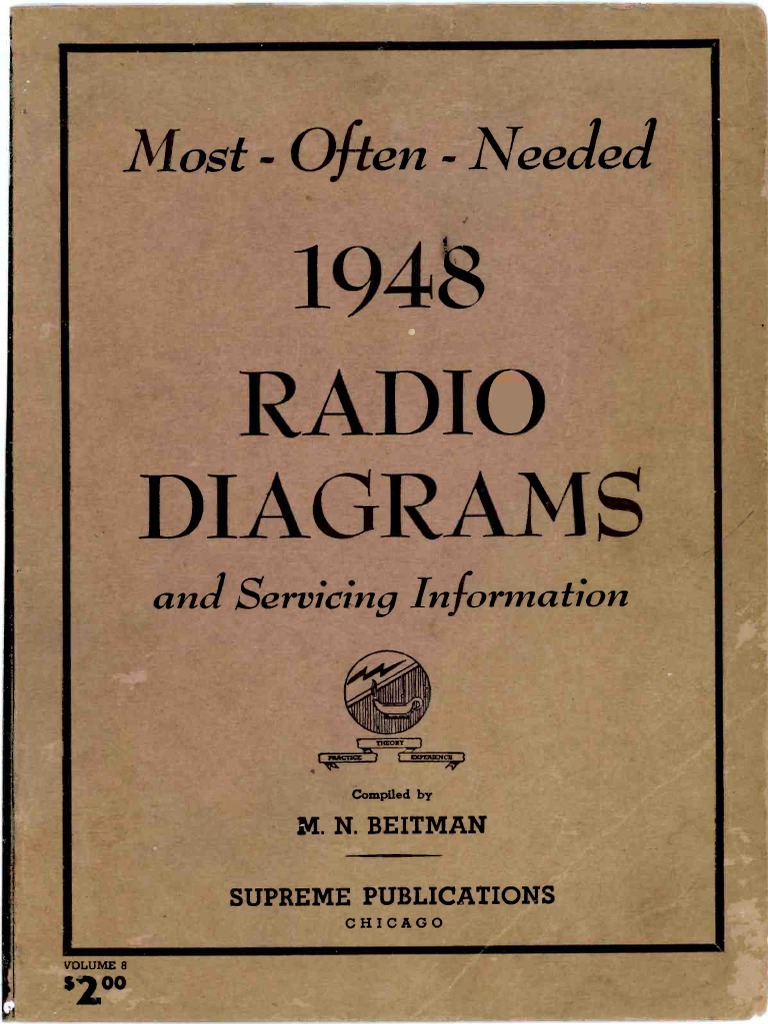 Most - Often - Needed
1948
RADIO
DIAGRAMS
and Servicing Information
THEORY
PRACTICE EXPERIENCE
Compiled by
M. N. BEITMAN
SUPREME PUBLICATIONS
CHICAGO
VOLUME 8
$2.00